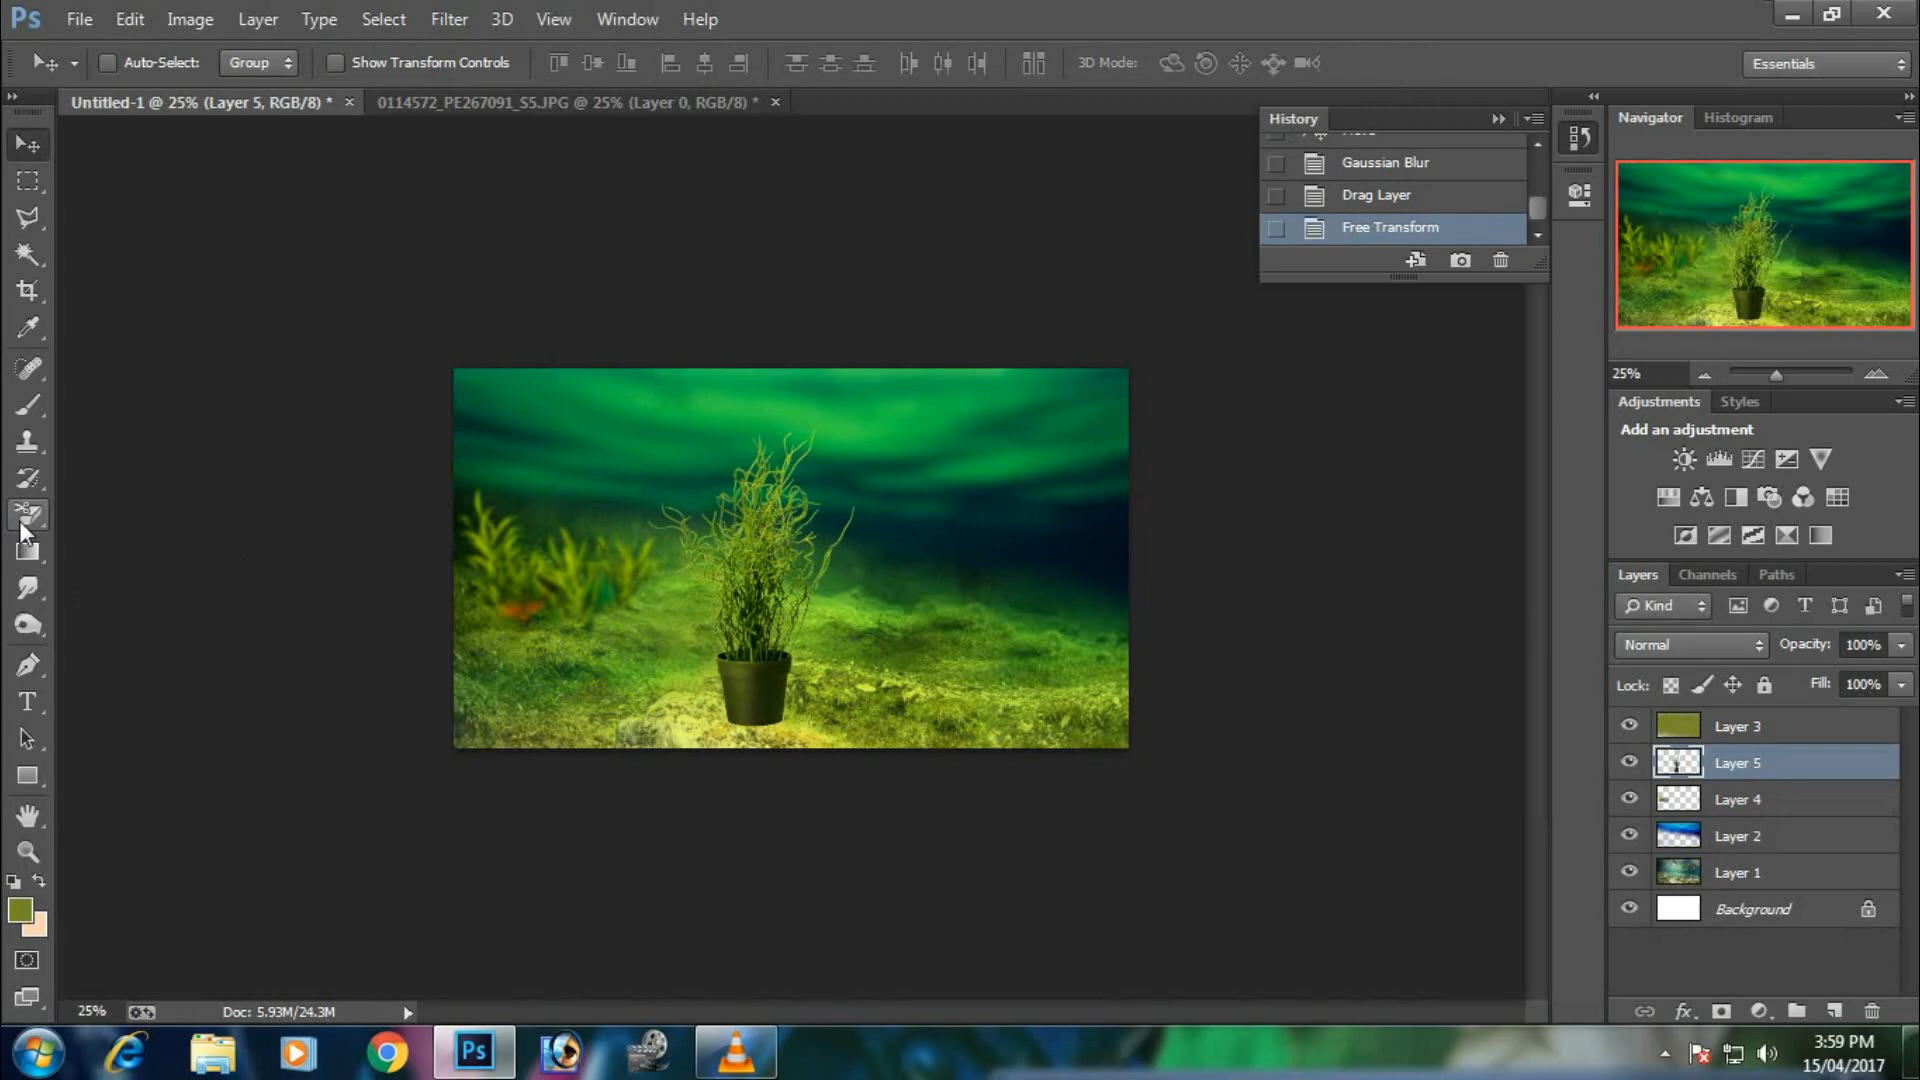 Ps File Edit Image Layer Type Select Filter 3D View Window Help
Auto-Select: Group Show Transform Controls 3D Mode: Essentials
Untitled-1 @ 25% (Layer 5, RGB/8) * 0114572_PE267091_S5.JPG @ 25% (Layer 0, RGB/8) *
History
Gaussian Blur
Drag Layer
Free Transform
Navigator Histogram
25%
Adjustments Styles
Add an adjustment
Layers Channels Paths
Kind
Normal Opacity: 100%
Lock: Fill: 100%
Layer 3
Layer 5
Layer 4
Layer 2
Layer 1
Background
25% Doc: 5.93M/24.3M
Ps
3:59 PM
15/04/2017